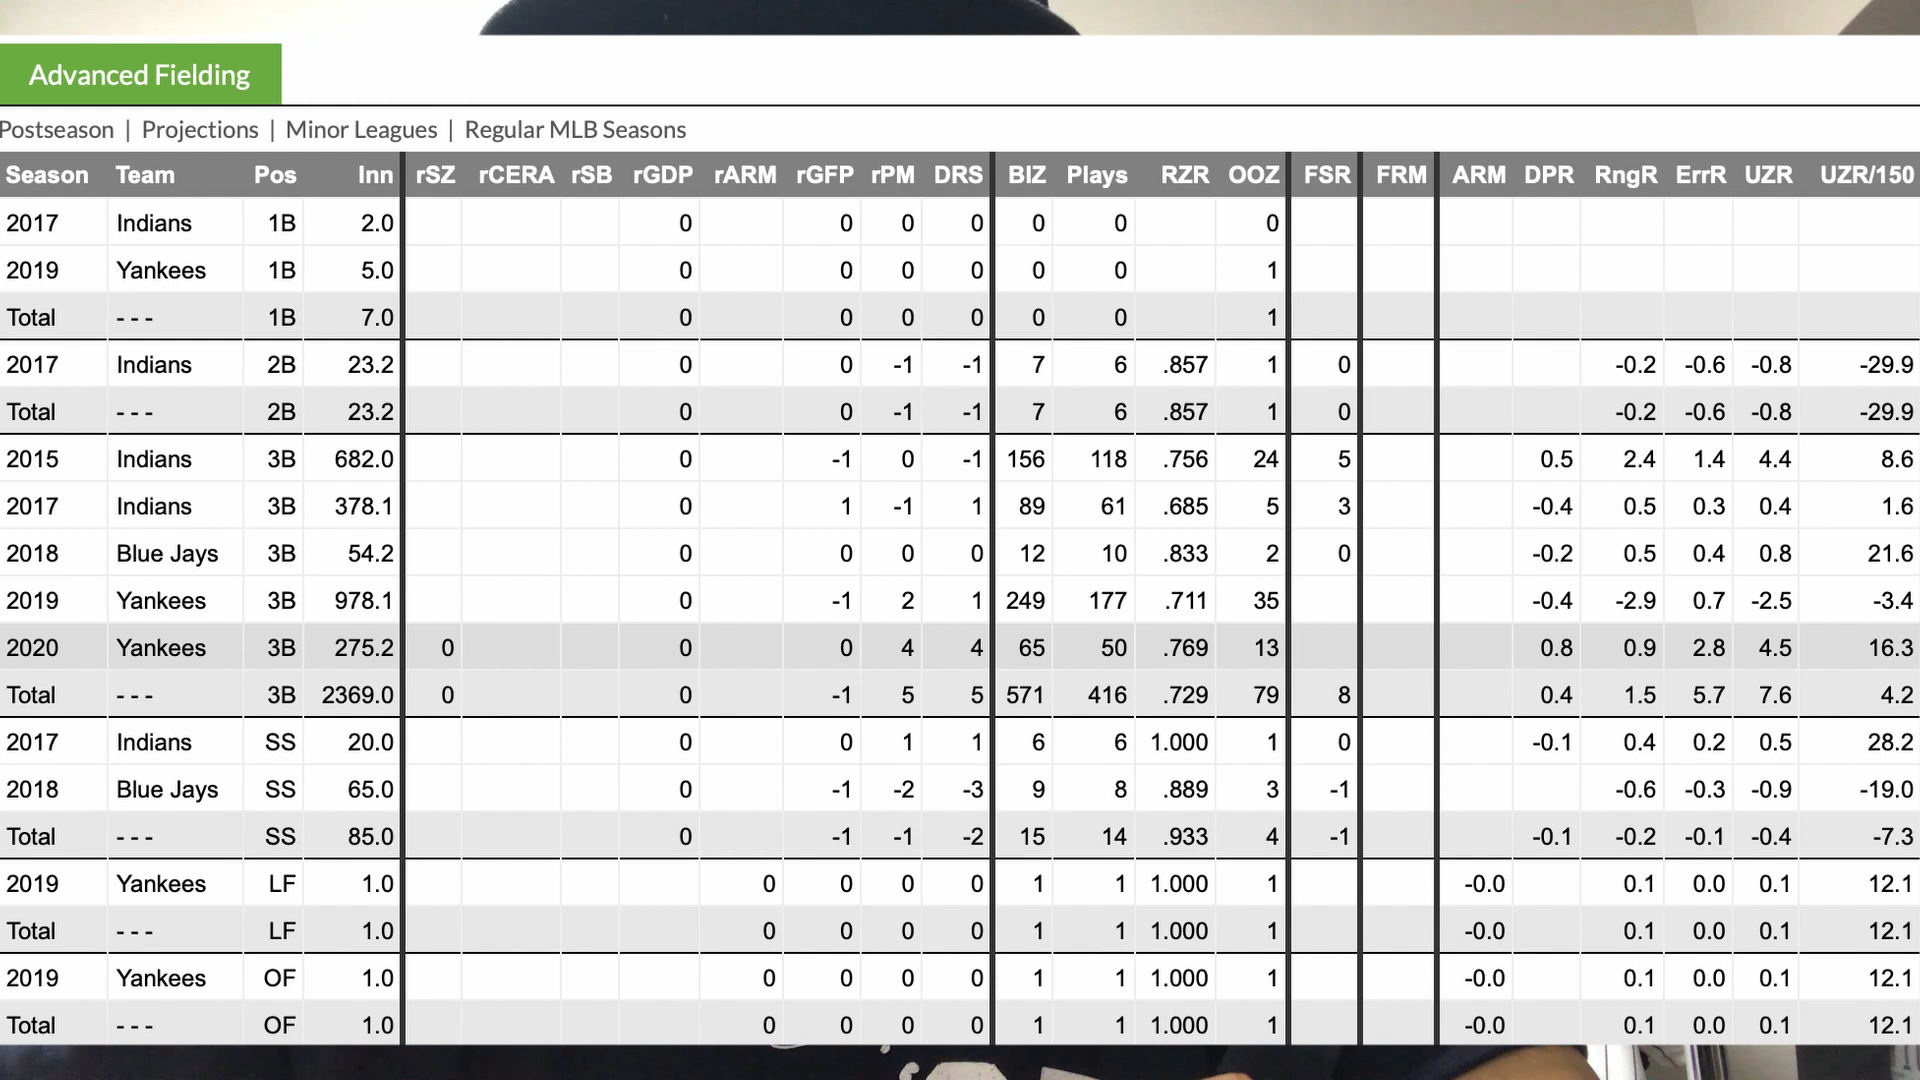 Advanced Fielding
Postseason | Projections | Minor Leagues | Regular MLB Seasons
Season Team Pos Inn rSZ rCERA rSB rGDP rARM rGFP rPM DRS BIZ Plays RZR OOZ FSR FRM ARM DPR RngR ErrR UZR UZR/150
2017 Indians 1B 2.0 0 0 0 0 0 0 0
2019 Yankees 1B 5.0 0 0 0 0 0 0 1
Total - - - 1B 7.0 0 0 0 0 0 0 1
2017 Indians 2B 23.2 0 0 -1 -1 7 6 .857 1 0 -0.2 -0.6 -0.8 -29.9
Total - - - 2B 23.2 0 0 -1 -1 7 6 .857 1 0 -0.2 -0.6 -0.8 -29.9
2015 Indians 3B 682.0 0 -1 0 -1 156 118 .756 24 5 0.5 2.4 1.4 4.4 8.6
2017 Indians 3B 378.1 0 1 -1 1 89 61 .685 5 3 -0.4 0.5 0.3 0.4 1.6
2018 Blue Jays 3B 54.2 0 0 0 0 12 10 .833 2 0 -0.2 0.5 0.4 0.8 21.6
2019 Yankees 3B 978.1 0 -1 2 1 249 177 .711 35 -0.4 -2.9 0.7 -2.5 -3.4
2020 Yankees 3B 275.2 0 0 0 4 4 65 50 .769 13 0.8 0.9 2.8 4.5 16.3
Total - - - 3B 2369.0 0 0 -1 5 5 571 416 .729 79 8 0.4 1.5 5.7 7.6 4.2
2017 Indians SS 20.0 0 0 1 1 6 6 1.000 1 0 -0.1 0.4 0.2 0.5 28.2
2018 Blue Jays SS 65.0 0 -1 -2 -3 9 8 .889 3 -1 -0.6 -0.3 -0.9 -19.0
Total - - - SS 85.0 0 -1 -1 -2 15 14 .933 4 -1 -0.1 -0.2 -0.1 -0.4 -7.3
2019 Yankees LF 1.0 0 0 0 0 1 1 1.000 1 -0.0 0.1 0.0 0.1 12.1
Total - - - LF 1.0 0 0 0 0 1 1 1.000 1 -0.0 0.1 0.0 0.1 12.1
2019 Yankees OF 1.0 0 0 0 0 1 1 1.000 1 -0.0 0.1 0.0 0.1 12.1
Total - - - OF 1.0 0 0 0 0 1 1 1.000 1 -0.0 0.1 0.0 0.1 12.1